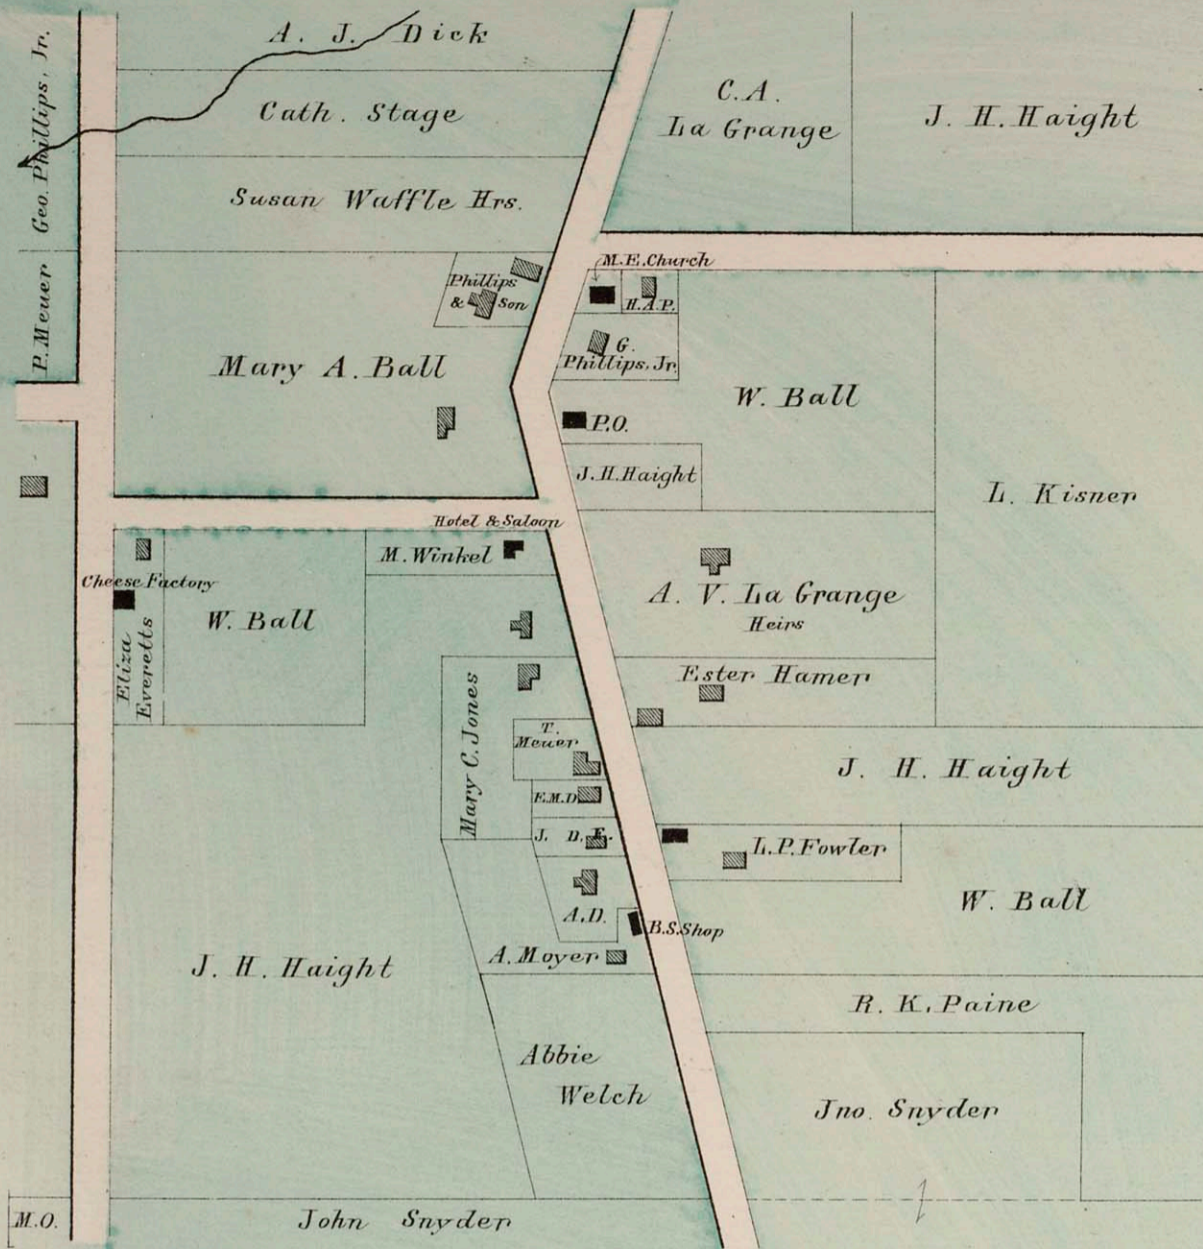 A. J. Dick
Geo. Phillips, Jr.
Cath. Stage
C.A.
La Grange
J. H. Haight
Susan Waffle Hrs.
P. Meuer
Phillips
& Son
M.E. Church
H.A.P.
G.
Phillips, Jr.
Mary A. Ball
W. Ball
P.O.
J.H. Haight
L. Kisner
Hotel & Saloon
M. Winkel
Cheese Factory
Eliza
Everetts
W. Ball
A. V. La Grange
Heirs
Ester Hamer
Mary C. Jones
T.
Meuer
J. H. Haight
E.M.D.
J. D. E.
L.P. Fowler
W. Ball
A.D.
B.S. Shop
A. Moyer
J. H. Haight
R. K. Paine
Abbie
Welch
Jno. Snyder
M.O.
John Snyder